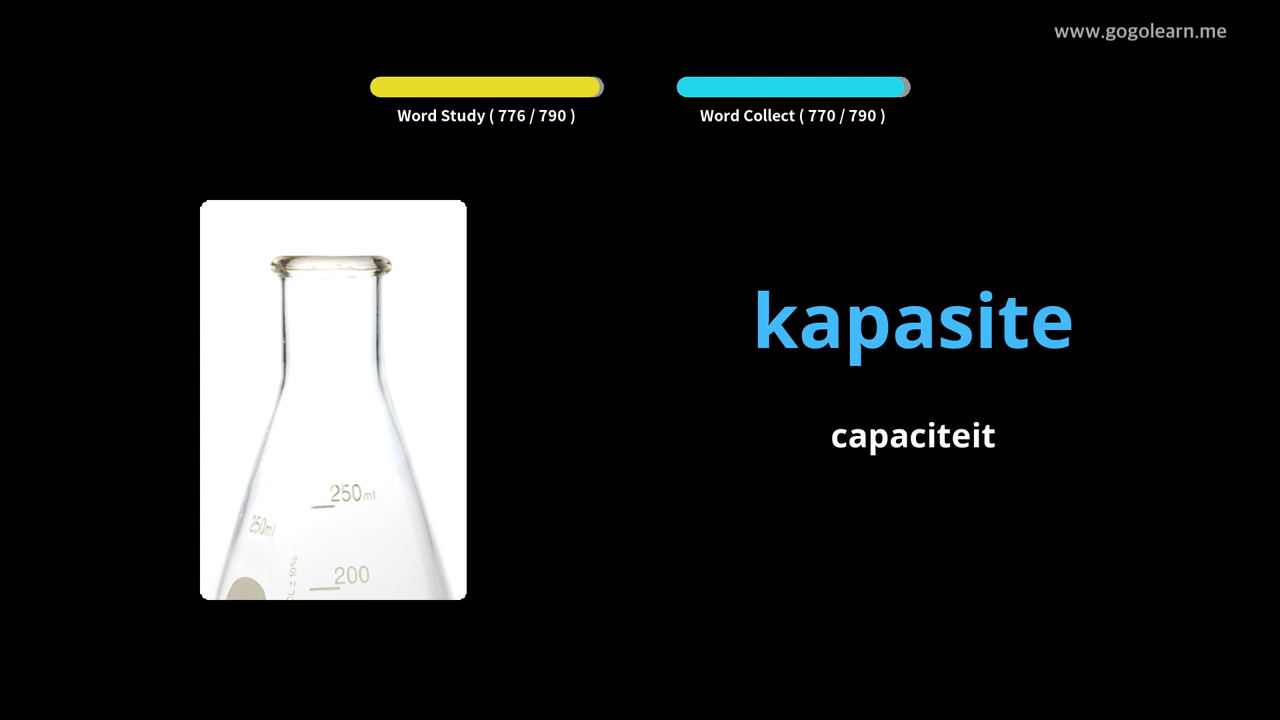 www.gogolearn.me
Word Study ( 776 / 790 )
Word Collect ( 770 / 790 )
kapasite
capaciteit
250ml
250ml
200